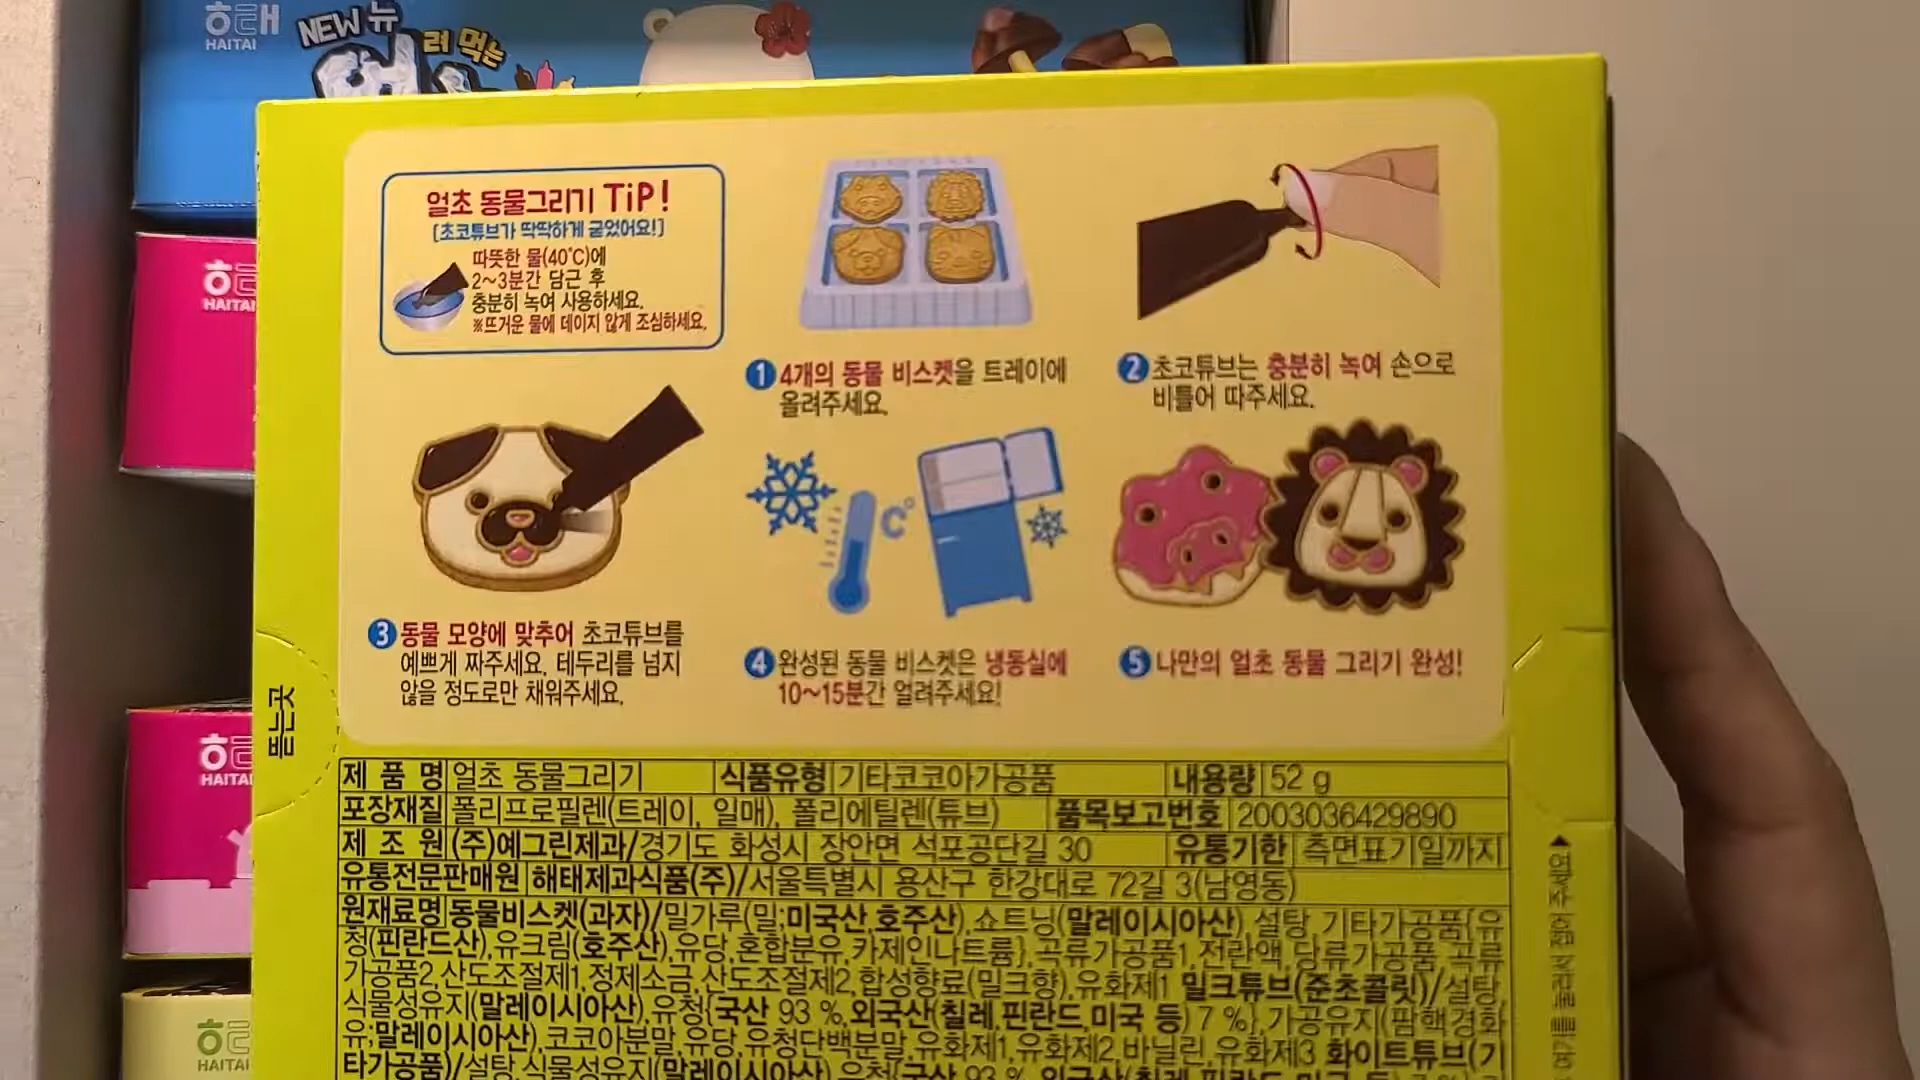 해태
HAITAI
NEW 뉴
려 먹는
얼초
해
HAITAI
해
HAITAI
해
HAITAI
얼초 동물그리기 TiP!
[초코튜브가 딱딱하게 굳었어요!]
따뜻한 물(40℃)에
2~3분간 담근 후
충분히 녹여 사용하세요.
※뜨거운 물에 데이지 않게 조심하세요.
1 4개의 동물 비스켓을 트레이에
올려주세요.
2 초코튜브는 충분히 녹여 손으로
비틀어 따주세요.
C°
3 동물 모양에 맞추어 초코튜브를
예쁘게 짜주세요. 테두리를 넘지
않을 정도로만 채워주세요.
4 완성된 동물 비스켓은 냉동실에
10~15분간 얼려주세요!
5 나만의 얼초 동물 그리기 완성!
뜯는곳
제 품 명 얼초 동물그리기 식품유형 기타코코아가공품 내용량 52 g
포장재질 폴리프로필렌(트레이, 일매), 폴리에틸렌(튜브) 품목보고번호 2003036429890
제 조 원 (주)예그린제과/경기도 화성시 장안면 석포공단길 30 유통기한 측면표기일까지
유통전문판매원 해태제과식품(주)/서울특별시 용산구 한강대로 72길 3(남영동)
원재료명 동물비스켓(과자)/밀가루(밀;미국산,호주산),쇼트닝(말레이시아산),설탕,기타가공품{유
청(핀란드산),유크림(호주산),유당,혼합분유,카제인나트륨},곡류가공품1,전란액,당류가공품,곡류
가공품2,산도조절제1,정제소금,산도조절제2,합성향료(밀크향),유화제1 밀크튜브(준초콜릿)/설탕,
식물성유지(말레이시아산),유청{국산 93 %,외국산(칠레,핀란드,미국 등) 7 %},가공유지(팜핵경화
유;말레이시아산),코코아분말,유당,유청단백분말,유화제1,유화제2,바닐린,유화제3 화이트튜브(기
타가공품)/설탕,식물성유지(말레이시아산),유청{국산 93 %,외국산(칠레,핀란드,미국 등)